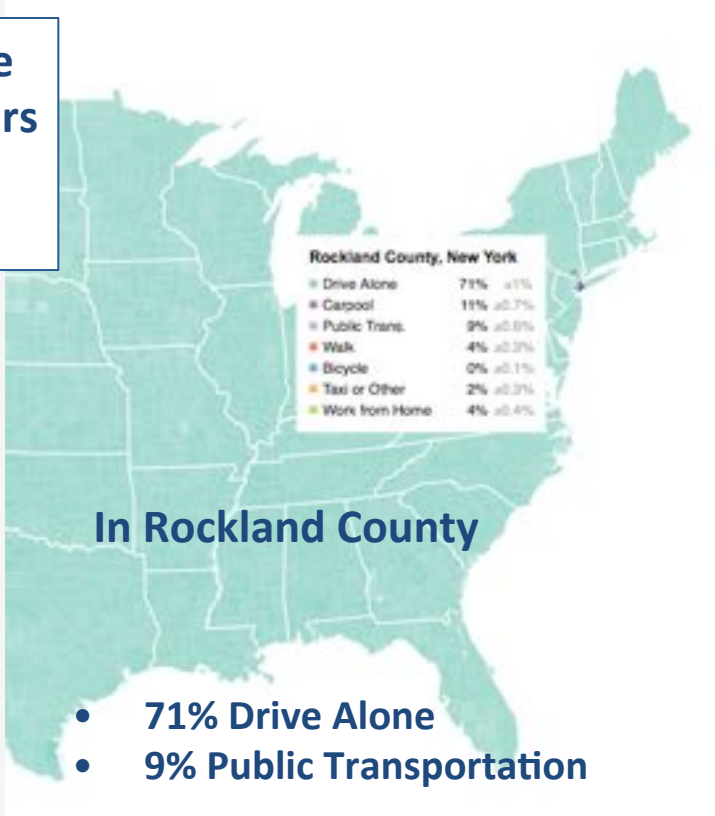 e
rs
Rockland County, New York
Drive Alone 71% ±1%
Carpool 11% ±0.7%
Public Trans. 9% ±0.6%
Walk 4%
Bicycle 0% ±0.1%
Taxi or Other 2% ±0.3%
Work from Home 4% ±0.4%
In Rockland County
• 71% Drive Alone
• 9% Public Transportation